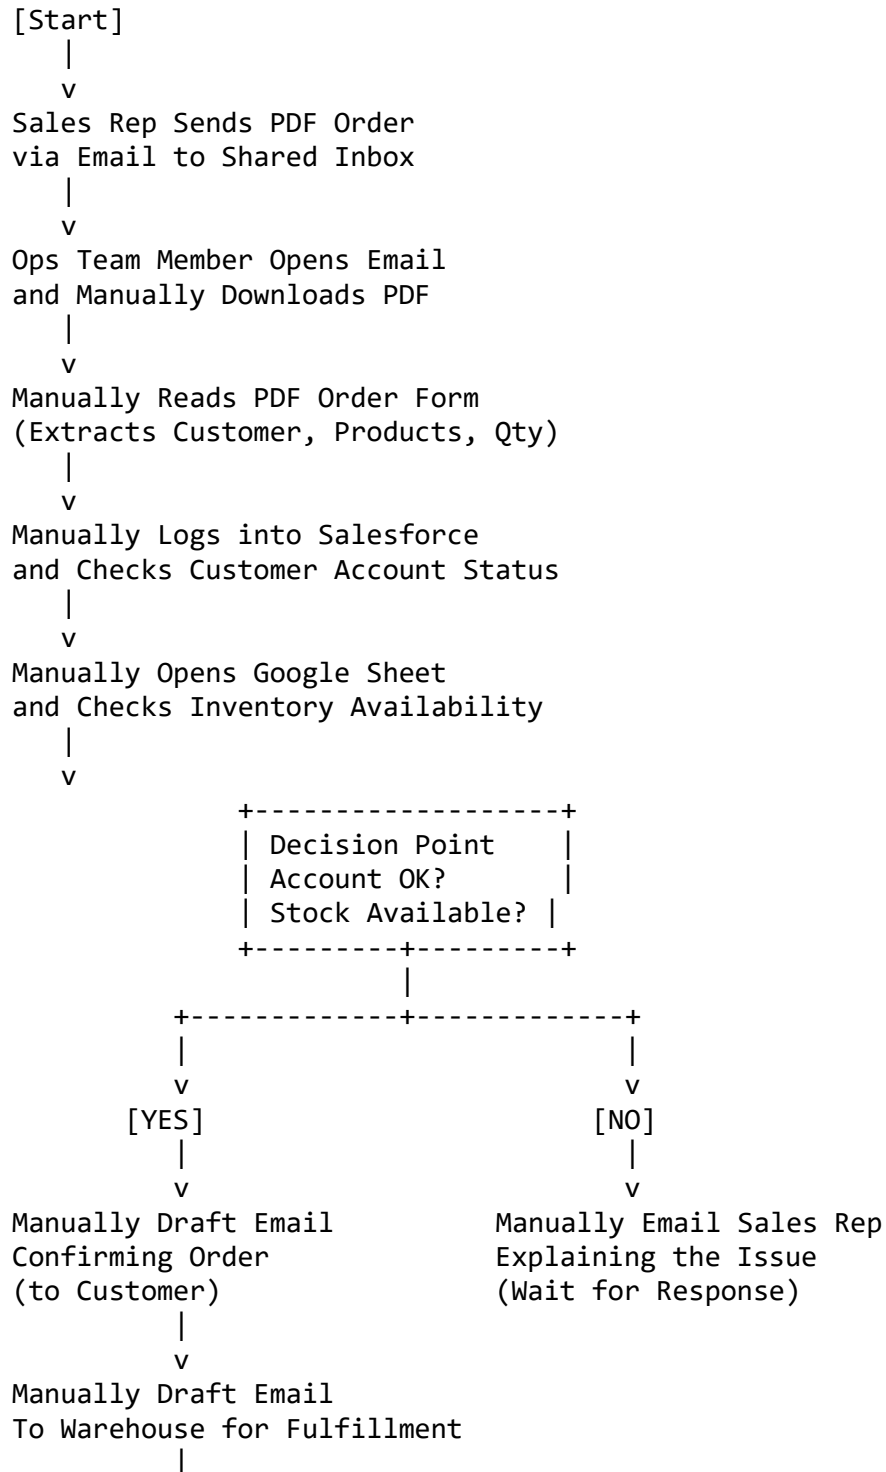 [Start]
|
v
Sales Rep Sends PDF Order
via Email to Shared Inbox
|
v
Ops Team Member Opens Email
and Manually Downloads PDF
|
v
Manually Reads PDF Order Form
(Extracts Customer, Products, Qty)
|
v
Manually Logs into Salesforce
and Checks Customer Account Status
|
v
Manually Opens Google Sheet
and Checks Inventory Availability
|
v
+-------------------+
| Decision Point    |
| Account OK?       |
| Stock Available? |
+---------+---------+
|
+-------------+-------------+
|                           |
v                           v
[YES]                        [NO]
|                           |
v                           v
Manually Draft Email          Manually Email Sales Rep
Confirming Order              Explaining the Issue
(to Customer)                 (Wait for Response)
|
v
Manually Draft Email
To Warehouse for Fulfillment
|